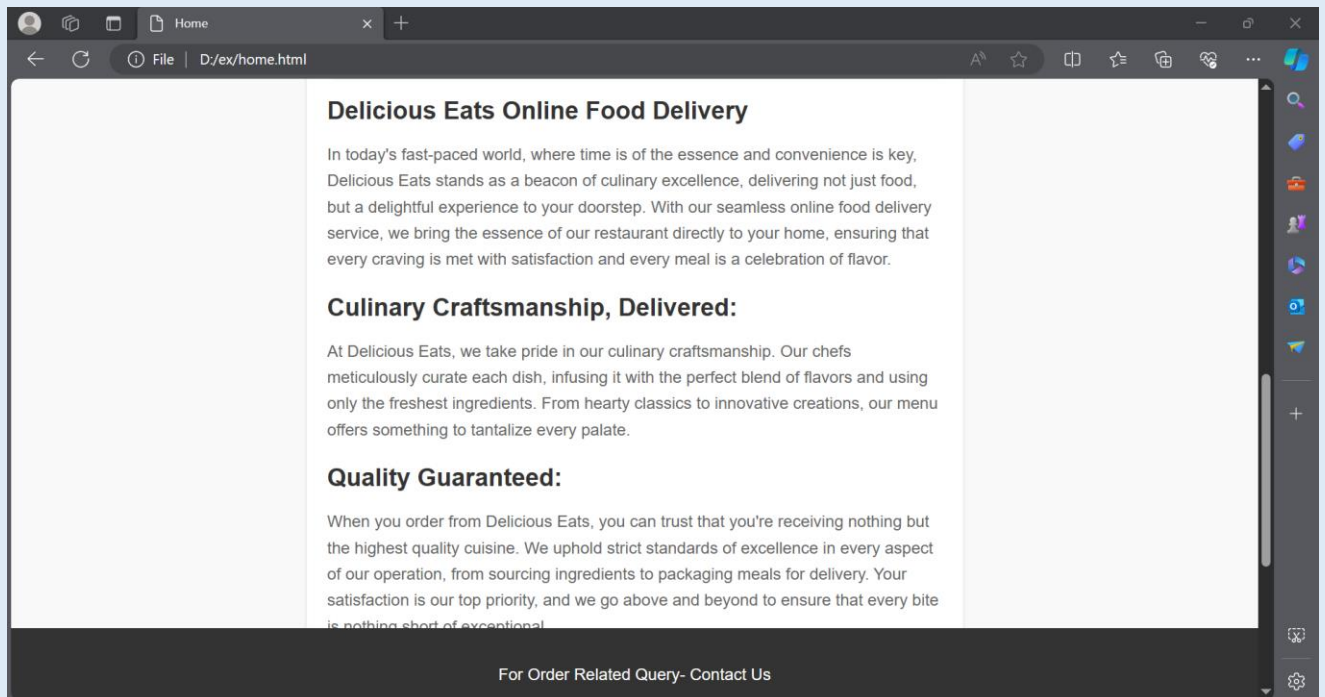 Home
File | D:/ex/home.html
Delicious Eats Online Food Delivery
In today's fast-paced world, where time is of the essence and convenience is key,
Delicious Eats stands as a beacon of culinary excellence, delivering not just food,
but a delightful experience to your doorstep. With our seamless online food delivery
service, we bring the essence of our restaurant directly to your home, ensuring that
every craving is met with satisfaction and every meal is a celebration of flavor.
Culinary Craftsmanship, Delivered:
At Delicious Eats, we take pride in our culinary craftsmanship. Our chefs
meticulously curate each dish, infusing it with the perfect blend of flavors and using
only the freshest ingredients. From hearty classics to innovative creations, our menu
offers something to tantalize every palate.
Quality Guaranteed:
When you order from Delicious Eats, you can trust that you're receiving nothing but
the highest quality cuisine. We uphold strict standards of excellence in every aspect
of our operation, from sourcing ingredients to packaging meals for delivery. Your
satisfaction is our top priority, and we go above and beyond to ensure that every bite
is nothing short of exceptional
For Order Related Query- Contact Us